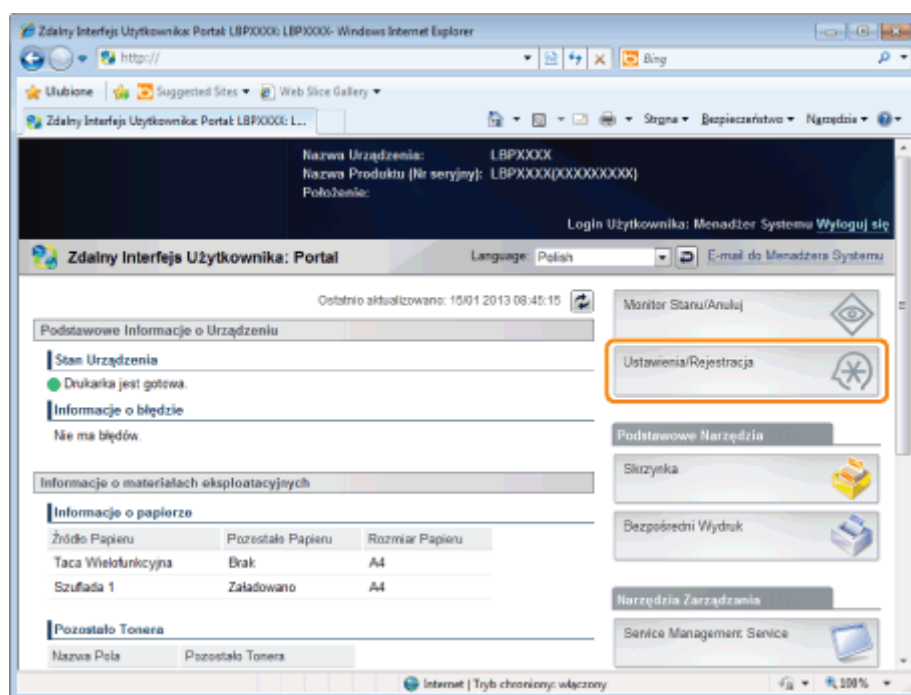 Zdalny Interfejs Użytkownika: Portal: LBPXXXX: LBPXXXX- Windows Internet Explorer
http://
Bing
Ulubione
Suggested Sites
Web Slice Gallery
Zdalny Interfejs Użytkownika: Portal: LBPXXXX: L...
Strona
Bezpieczeństwo
Narzędzia
Nazwa Urządzenia: LBPXXXX
Nazwa Produktu (Nr seryjny): LBPXXXX(XXXXXXXXX)
Położenie:
Login Użytkownika: Menadżer Systemu Wyloguj się
Zdalny Interfejs Użytkownika: Portal
Language: Polish
E-mail do Menadżera Systemu
Ostatnio aktualizowano: 15/01 2013 08:45:15
Podstawowe Informacje o Urządzeniu
Stan Urządzenia
Drukarka jest gotowa.
Informacje o błędzie
Nie ma błędów.
Informacje o materiałach eksploatacyjnych
Informacje o papierze
Źródło Papieru Pozostało Papieru Rozmiar Papieru
Taca Wielofunkcyjna Brak A4
Szuflada 1 Załadowano A4
Pozostało Tonera
Nazwa Pola Pozostało Tonera
Monitor Stanu/Anuluj
Ustawienia/Rejestracja
Podstawowe Narzędzia
Skrzynka
Bezpośredni Wydruk
Narzędzia Zarządzania
Service Management Service
Internet | Tryb chroniony: włączony
100%